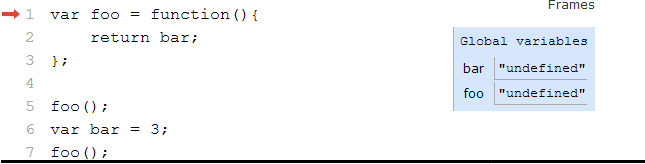 Frames
1 var foo = function(){
2     return bar;
3 };
4
5 foo();
6 var bar = 3;
7 foo();
Global variables
bar "undefined"
foo "undefined"